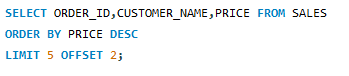 SELECT ORDER_ID,CUSTOMER_NAME,PRICE FROM SALES
ORDER BY PRICE DESC
LIMIT 5 OFFSET 2;